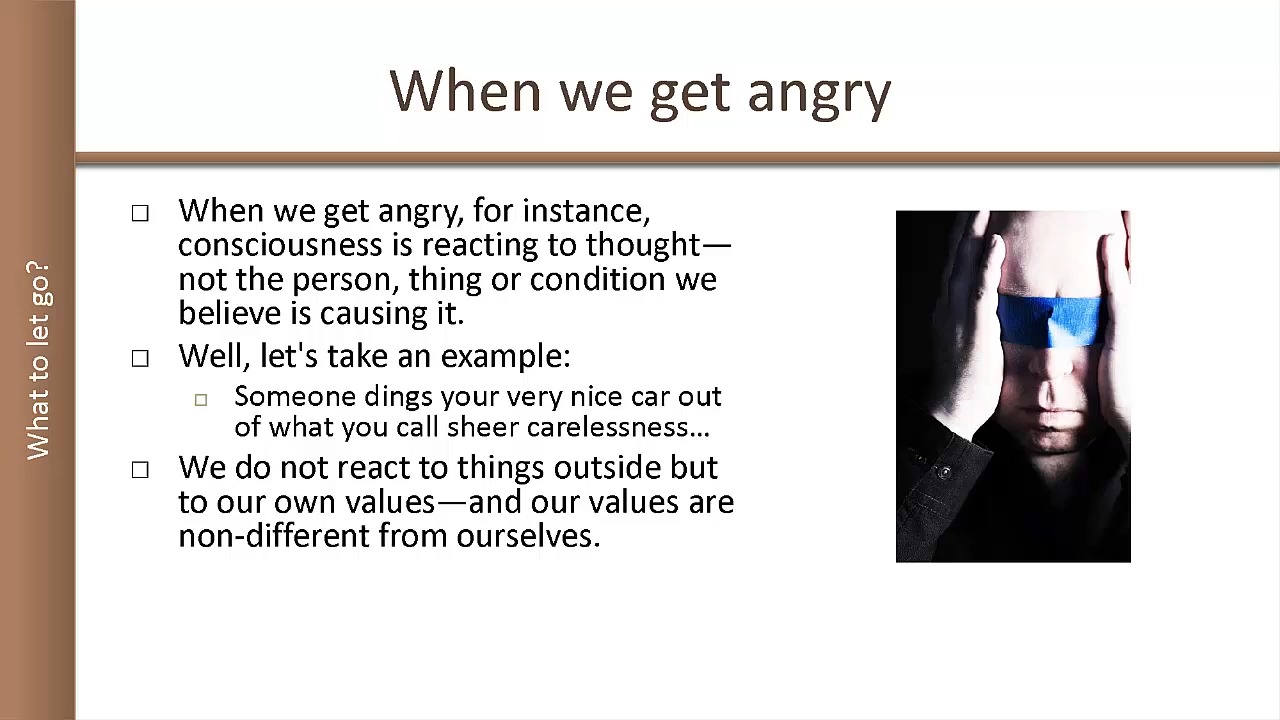 When we get angry
What to let go?
When we get angry, for instance,
consciousness is reacting to thought—
not the person, thing or condition we
believe is causing it.
Well, let's take an example:
Someone dings your very nice car out
of what you call sheer carelessness...
We do not react to things outside but
to our own values—and our values are
non-different from ourselves.